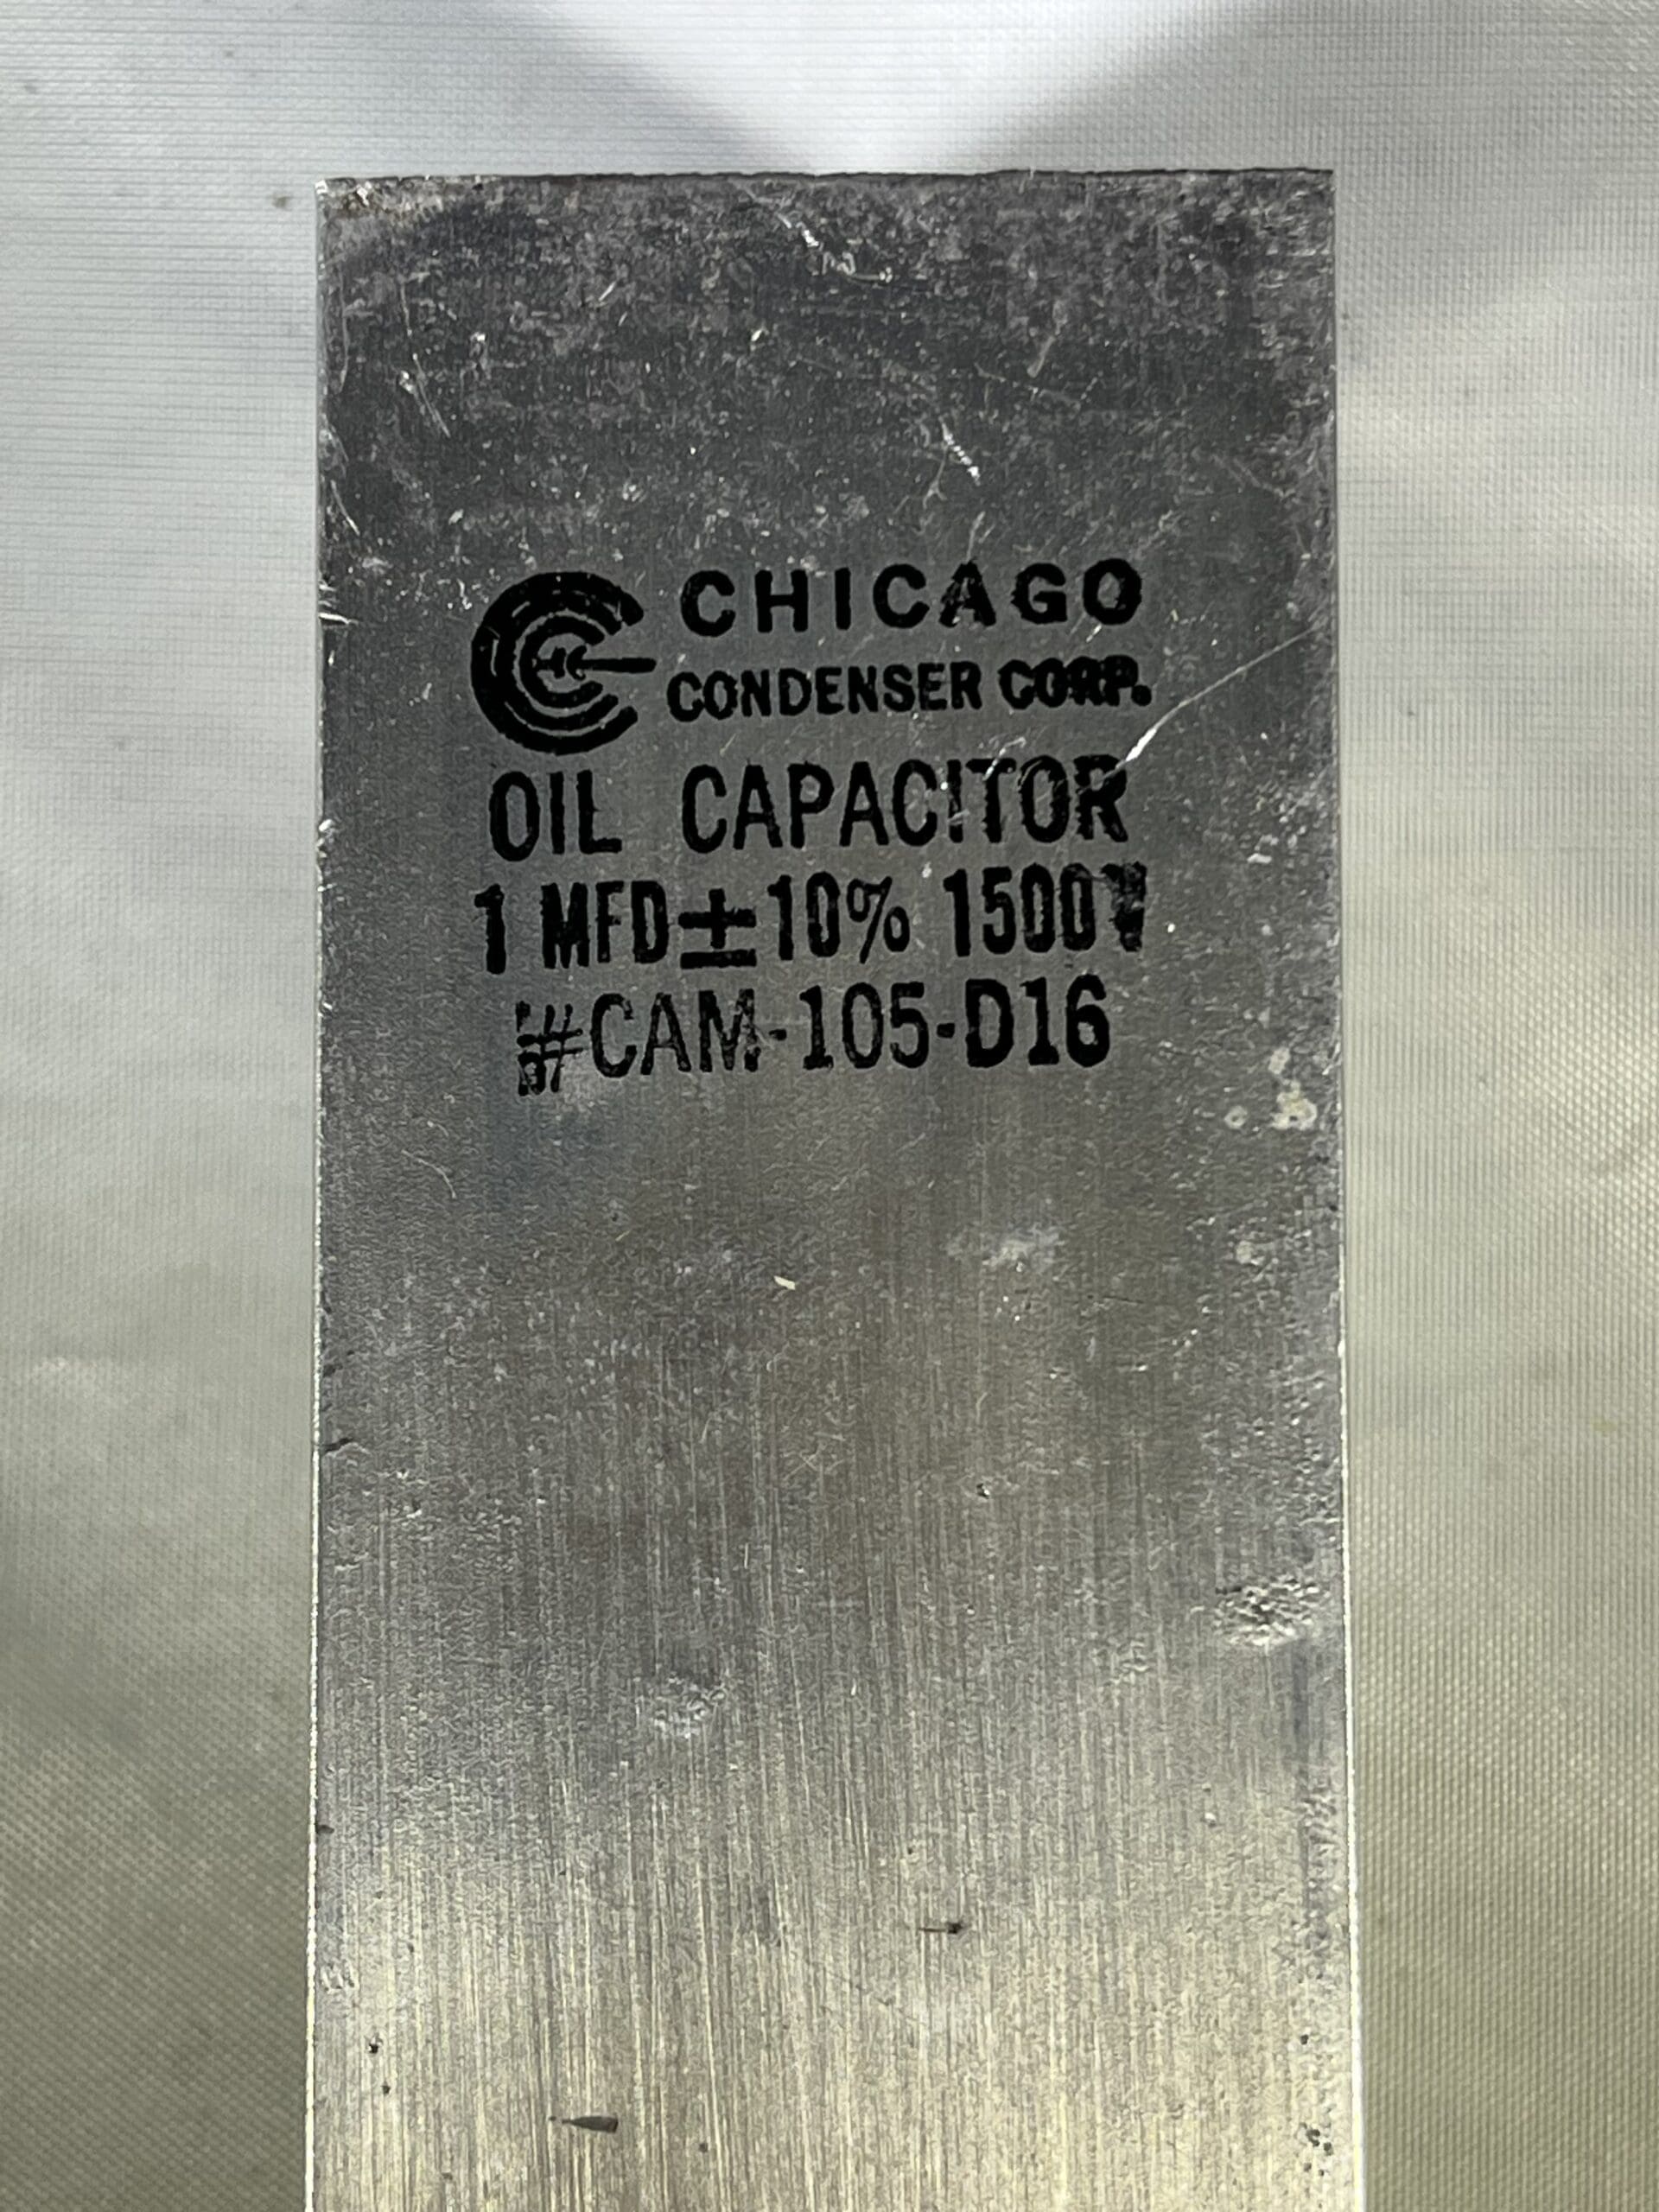 CHICAGO
CONDENSER CORP.
OIL CAPACITOR
1 MFD ± 10% 1500V
#CAM-105-D16